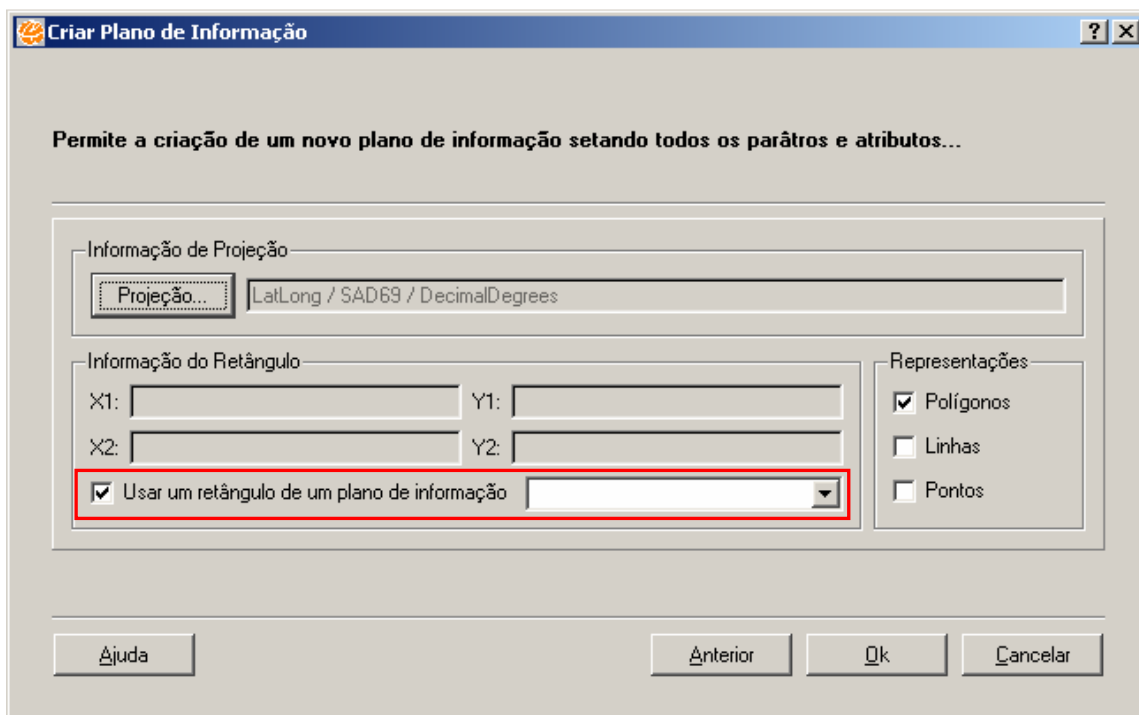 Criar Plano de Informação
Permite a criação de um novo plano de informação setando todos os parâtros e atributos...
Informação de Projeção
Projeção... LatLong / SAD69 / DecimalDegrees
Informação do Retângulo Representações
X1: Y1: Polígonos
X2: Y2: Linhas
Usar um retângulo de um plano de informação Pontos
Ajuda Anterior Ok Cancelar